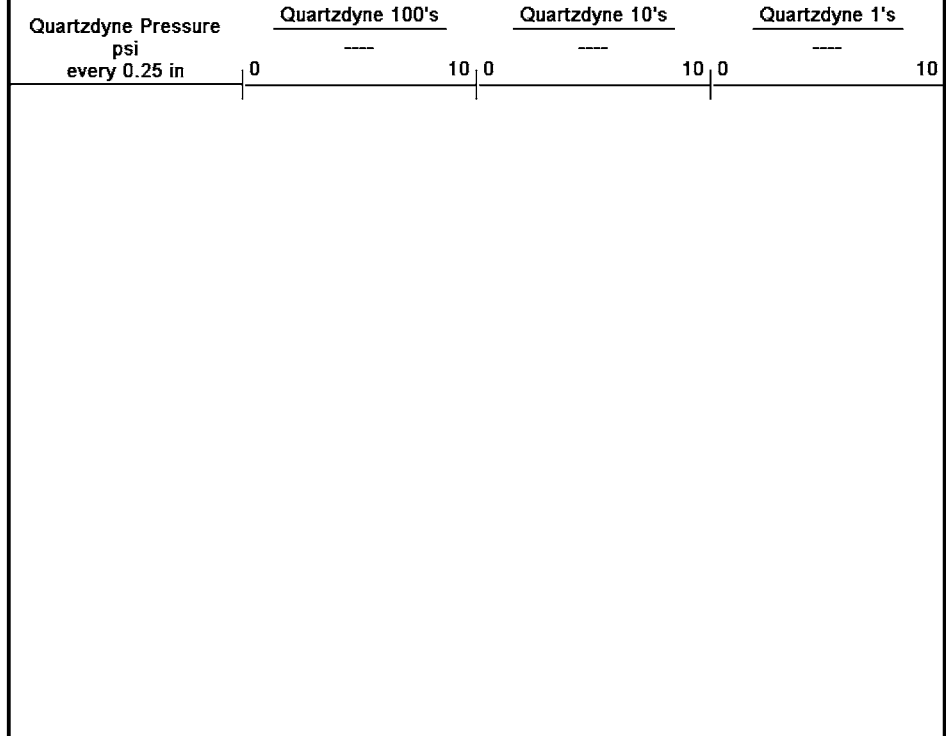 Quartzdyne Pressure
psi
every 0.25 in
Quartzdyne 100's
----
0 10
Quartzdyne 10's
----
0 10
Quartzdyne 1's
----
0 10